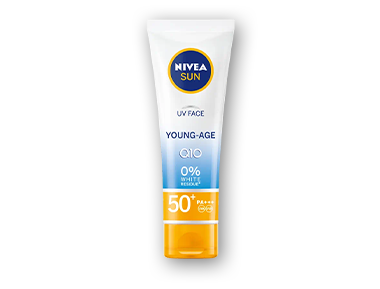 NIVEA
SUN
UV FACE
YOUNG-AGE
Q10
0%
WHITE
RESIDUE
50+
PA+++